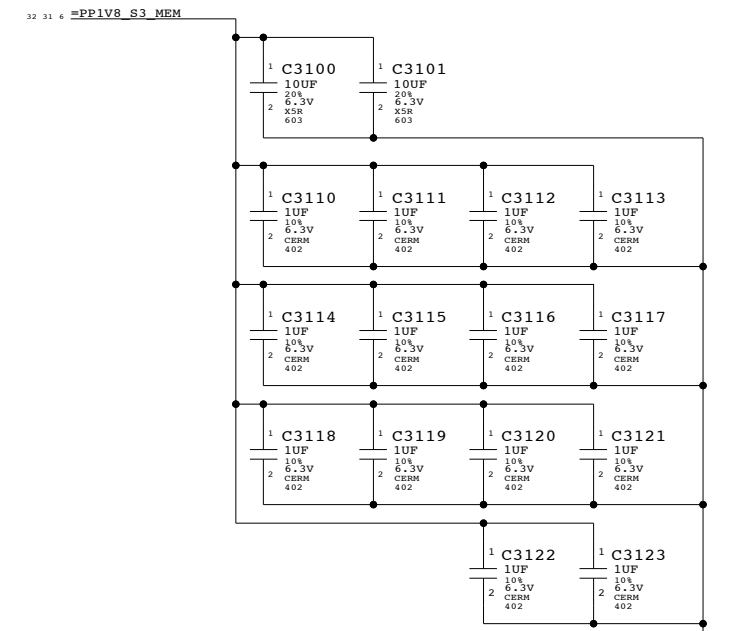 32 31 6 =PP1V8_S3_MEM
1 C3100 1 C3101
10UF 10UF
20% 20%
2 6.3V 2 6.3V
X5R X5R
603 603
1 C3110 1 C3111 1 C3112 1 C3113
1UF 1UF 1UF 1UF
10% 10% 10% 10%
2 6.3V 2 6.3V 2 6.3V 2 6.3V
CERM CERM CERM CERM
402 402 402 402
1 C3114 1 C3115 1 C3116 1 C3117
1UF 1UF 1UF 1UF
10% 10% 10% 10%
2 6.3V 2 6.3V 2 6.3V 2 6.3V
CERM CERM CERM CERM
402 402 402 402
1 C3118 1 C3119 1 C3120 1 C3121
1UF 1UF 1UF 1UF
10% 10% 10% 10%
2 6.3V 2 6.3V 2 6.3V 2 6.3V
CERM CERM CERM CERM
402 402 402 402
1 C3122 1 C3123
1UF 1UF
10% 10%
2 6.3V 2 6.3V
CERM CERM
402 402